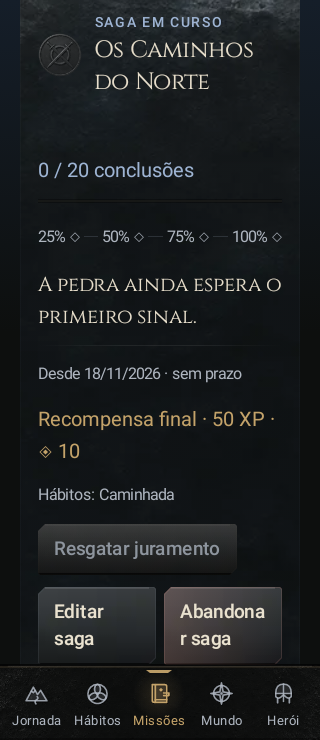 SAGA EM CURSO
Os Caminhos
do Norte
0 / 20 conclusões
25% ◇ — 50% ◇ — 75% ◇ — 100% ◇
A pedra ainda espera o
primeiro sinal.
Desde 18/11/2026 · sem prazo
Recompensa final · 50 XP ·
◈ 10
Hábitos: Caminhada
Resgatar juramento
Editar
saga
Abandona
r saga
Jornada Hábitos Missões Mundo Herói